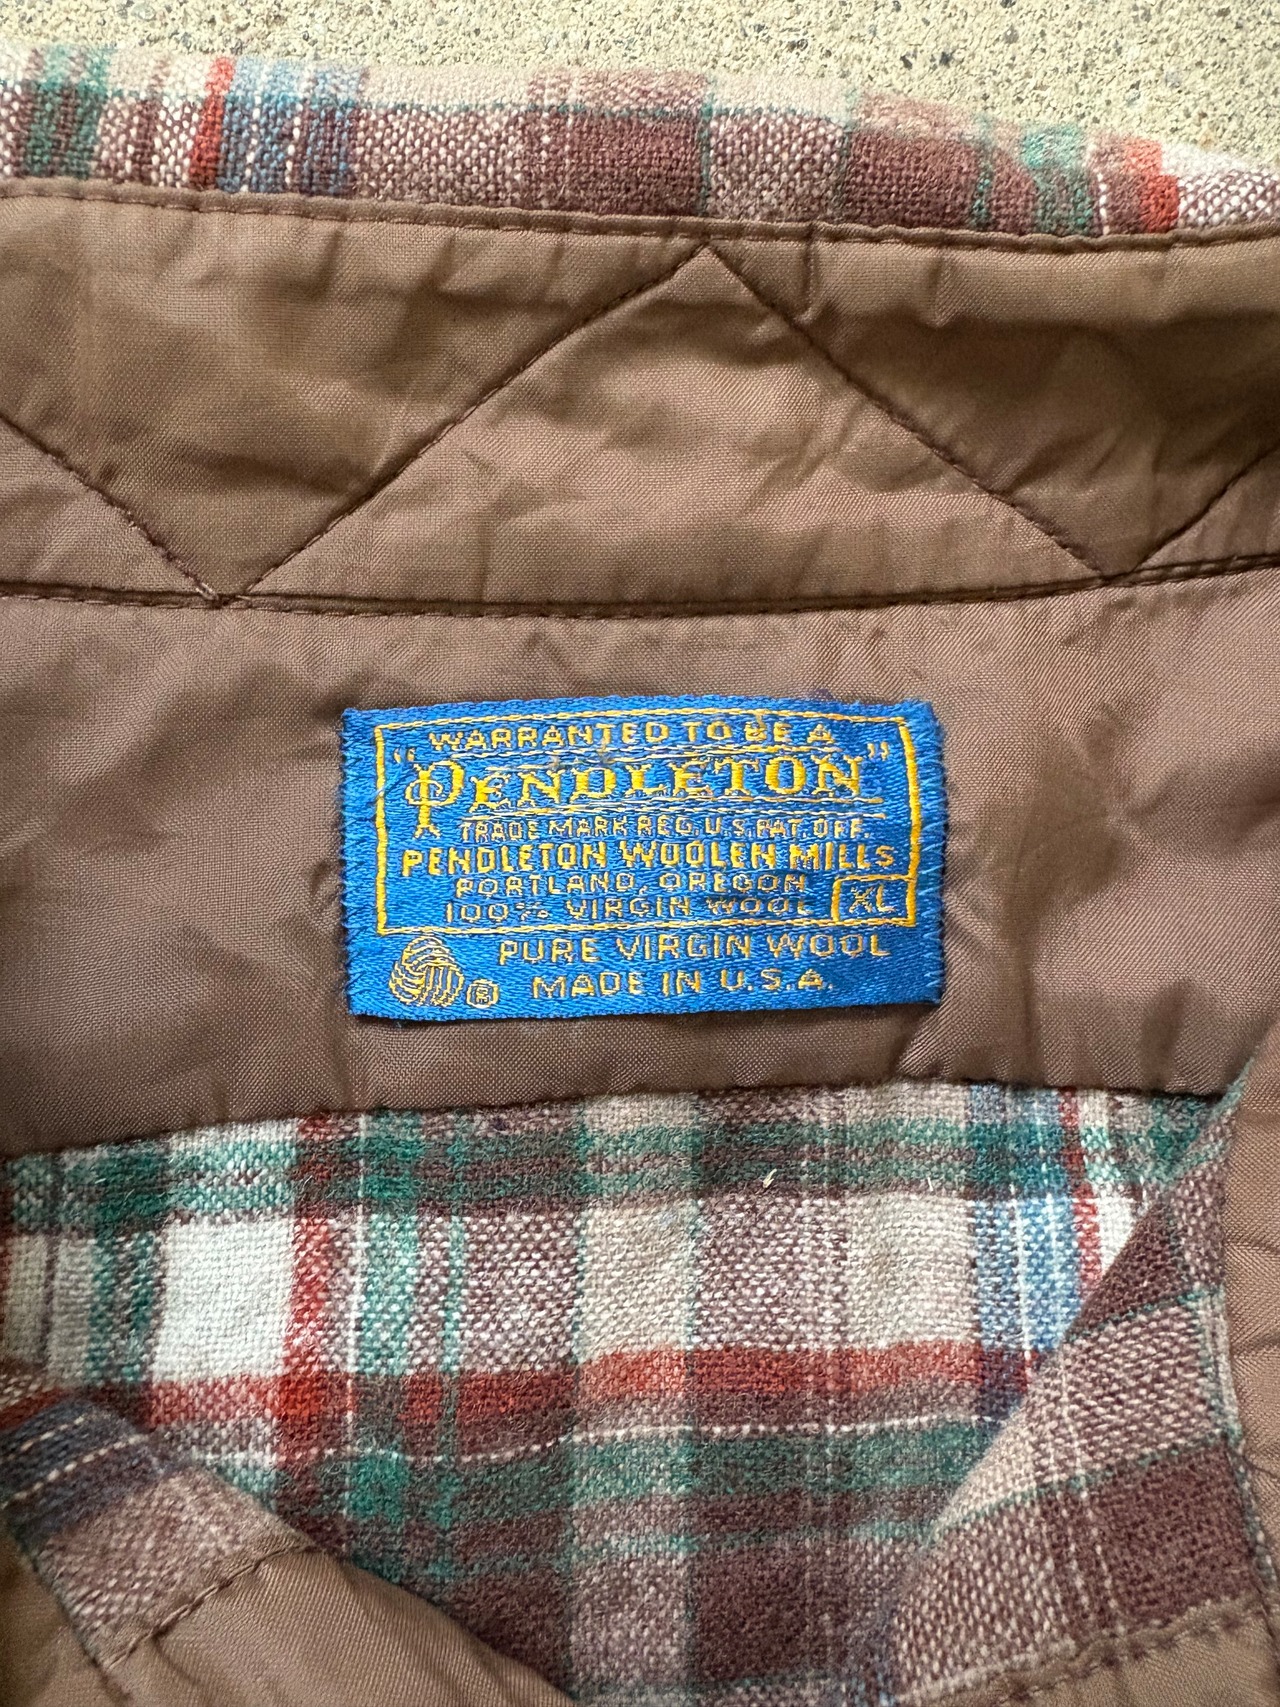 WARRANTED TO BE A
"PENDLETON"
TRADE MARK REG. U.S. PAT. OFF.
PENDLETON WOOLEN MILLS
PORTLAND, OREGON
100% VIRGIN WOOL XL
PURE VIRGIN WOOL
® MADE IN U.S.A.